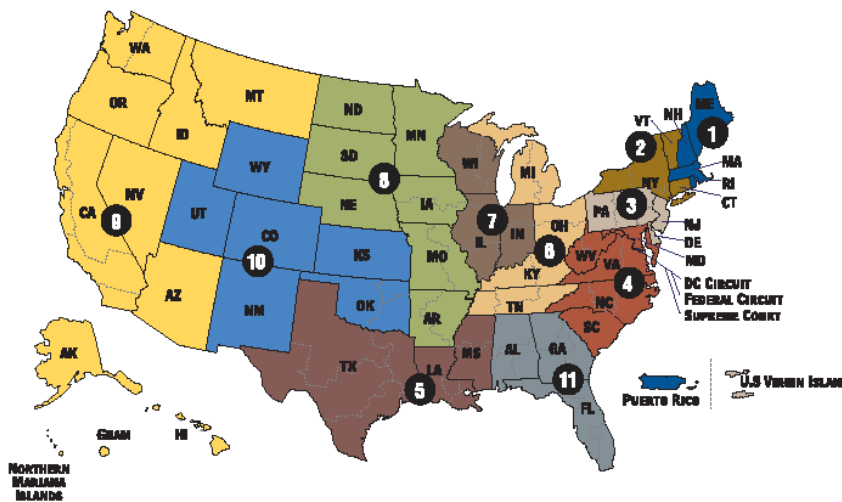 WA
MT
ND
ME
OR
VT
NH
1
MN
ID
2
SD
WI
MA
WY
8
MI
NY
RI
CT
NV
NE
IA
PA
3
CA
9
UT
7
OH
NJ
CO
IL
IN
DE
10
KS
MO
6
WV
VA
MD
KY
4
DC CIRCUIT
AZ
NM
OK
TN
NC
FEDERAL CIRCUIT
AR
SC
SUPREME COURT
AK
TX
LA
MS
AL
GA
5
11
FL
PUERTO RICO
U.S VIRGIN ISLAN
GUAM
HI
NORTHERN
MARIANA
ISLANDS